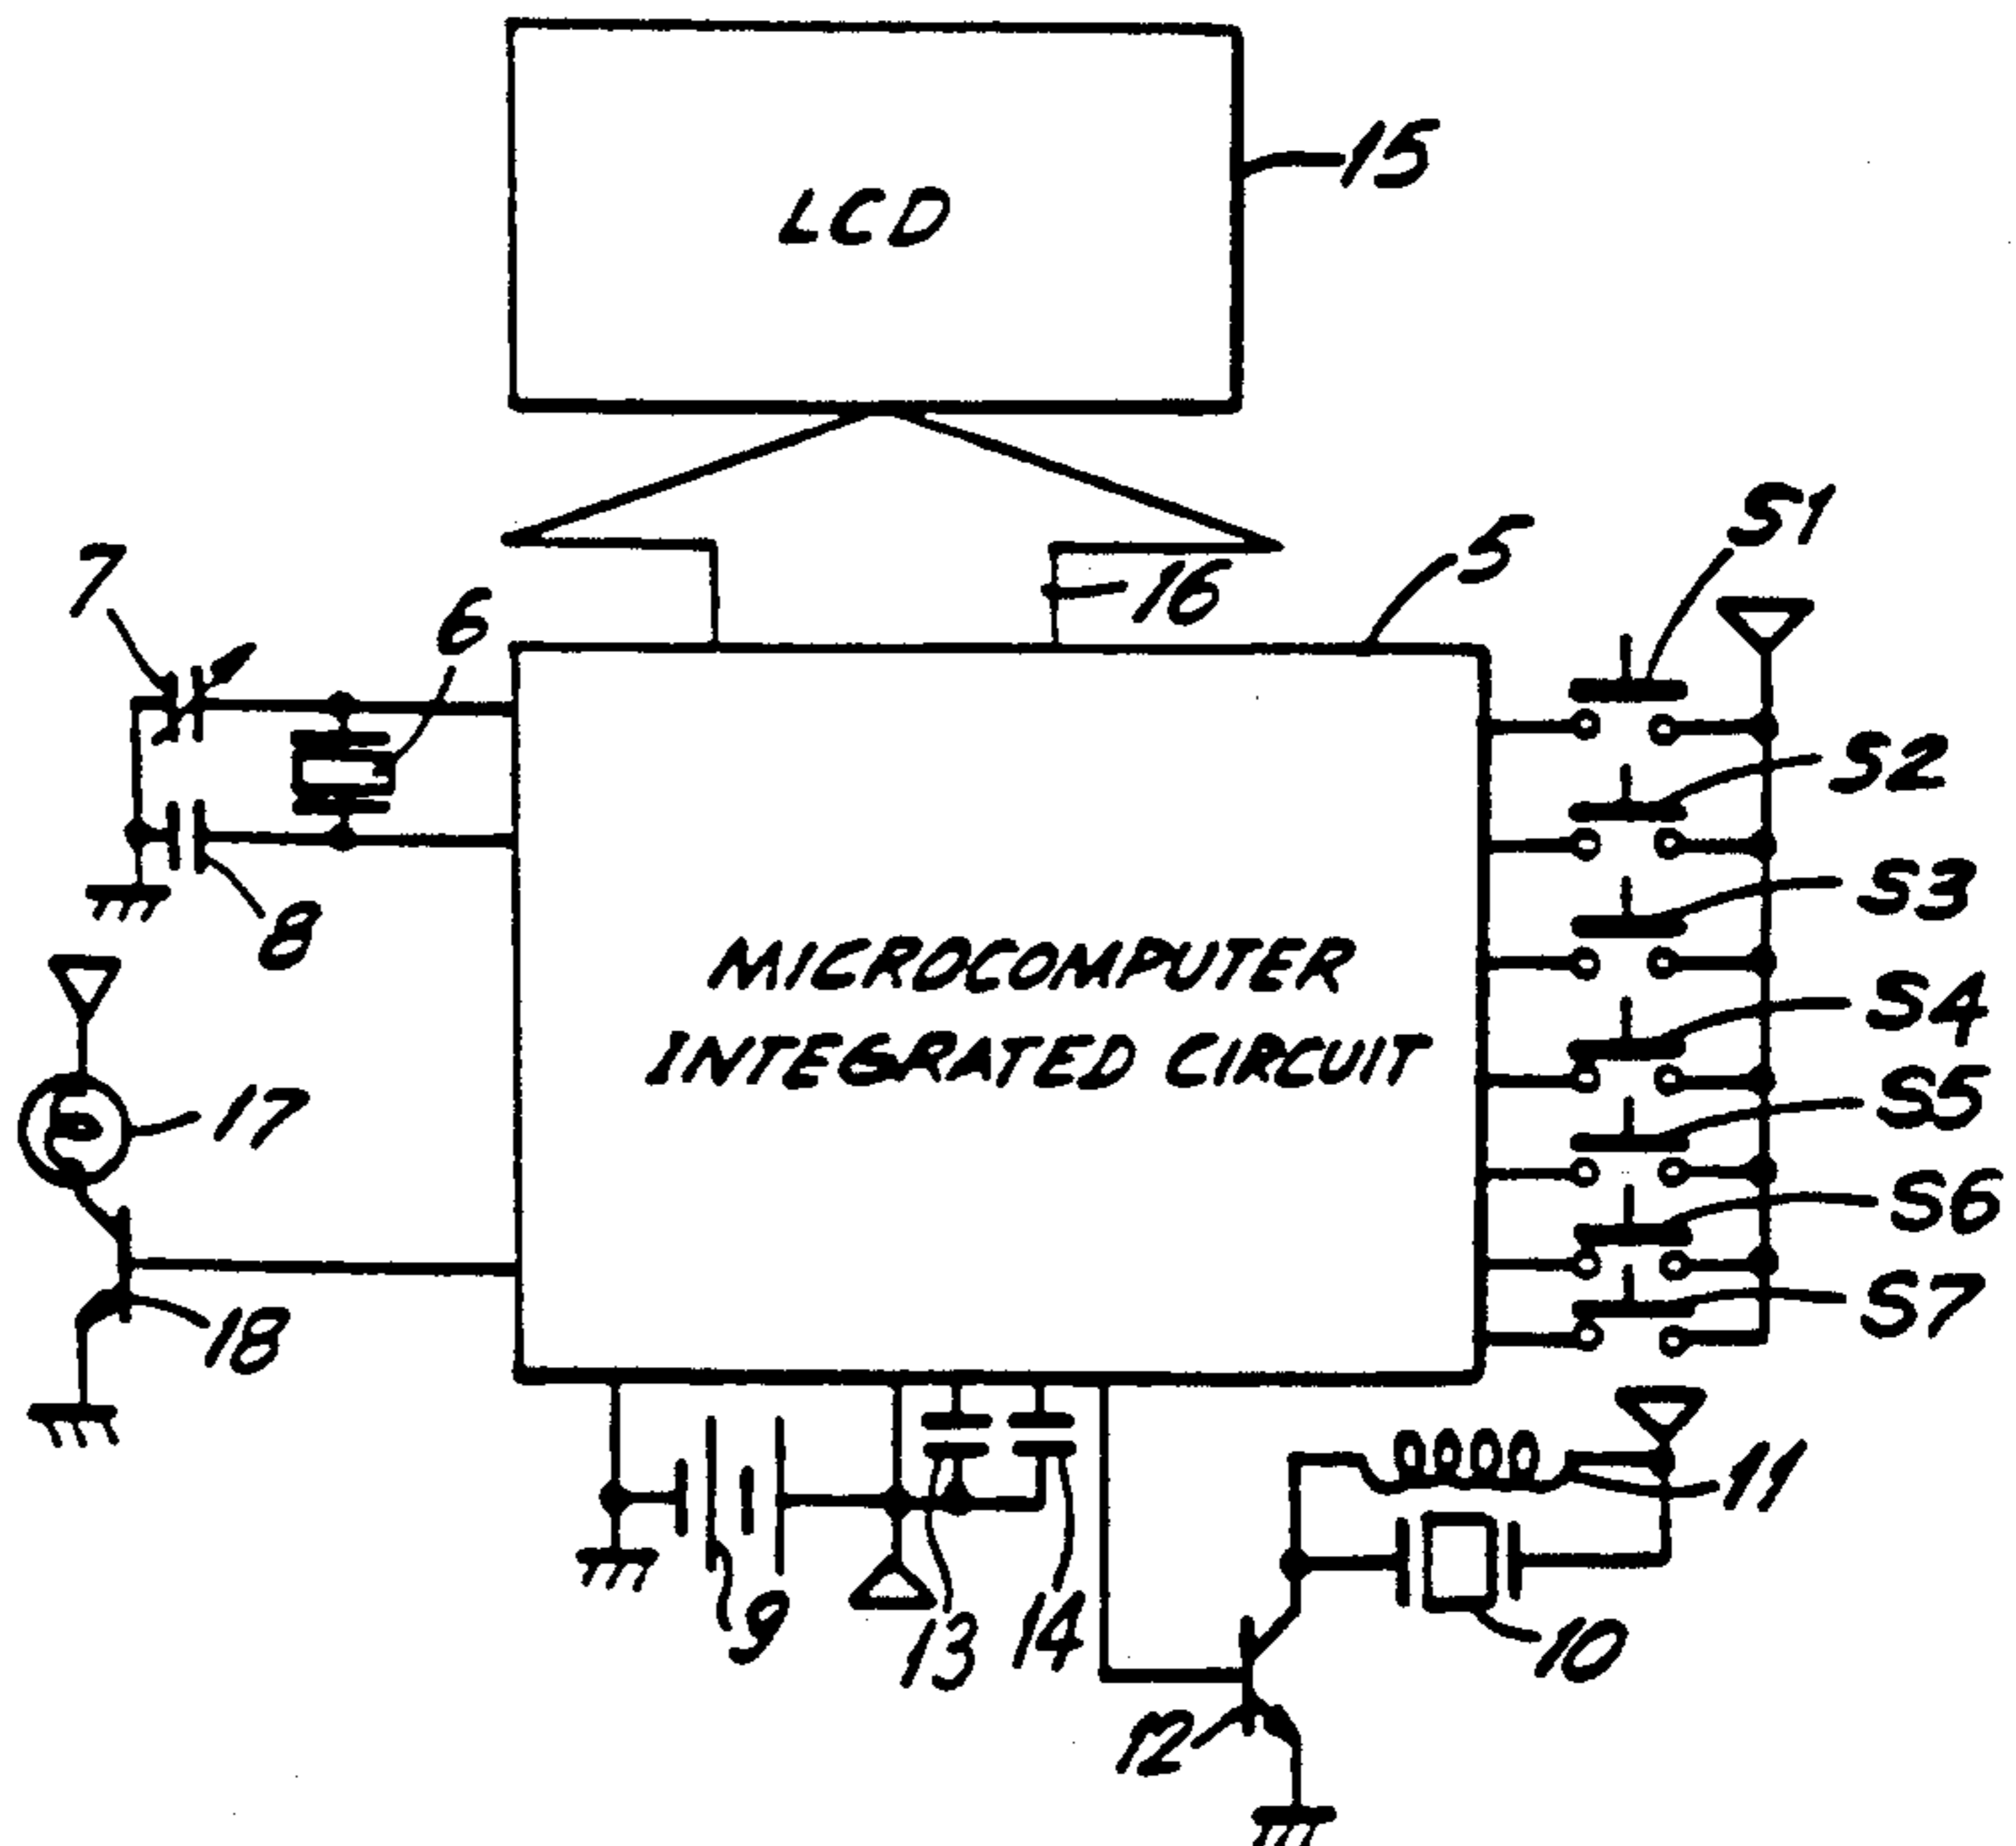 15
LCD
S1
5
16
7
6
S2
S3
8
MICROCOMPUTER
INTEGRATED CIRCUIT
S4
S5
17
S6
S7
18
11
9
13
14
10
12